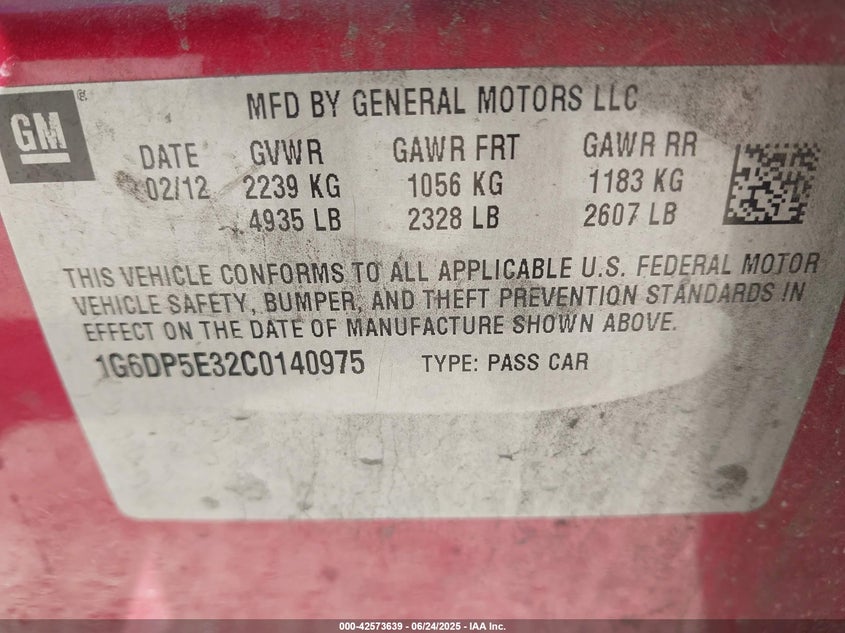 GM
®
MFD BY GENERAL MOTORS LLC
DATE GVWR GAWR FRT GAWR RR
02/12 2239 KG 1056 KG 1183 KG
4935 LB 2328 LB 2607 LB
THIS VEHICLE CONFORMS TO ALL APPLICABLE U.S. FEDERAL MOTOR
VEHICLE SAFETY, BUMPER, AND THEFT PREVENTION STANDARDS IN
EFFECT ON THE DATE OF MANUFACTURE SHOWN ABOVE.
1G6DP5E32C0140975 TYPE: PASS CAR
000-42573639 - 06/24/2025 - IAA Inc.